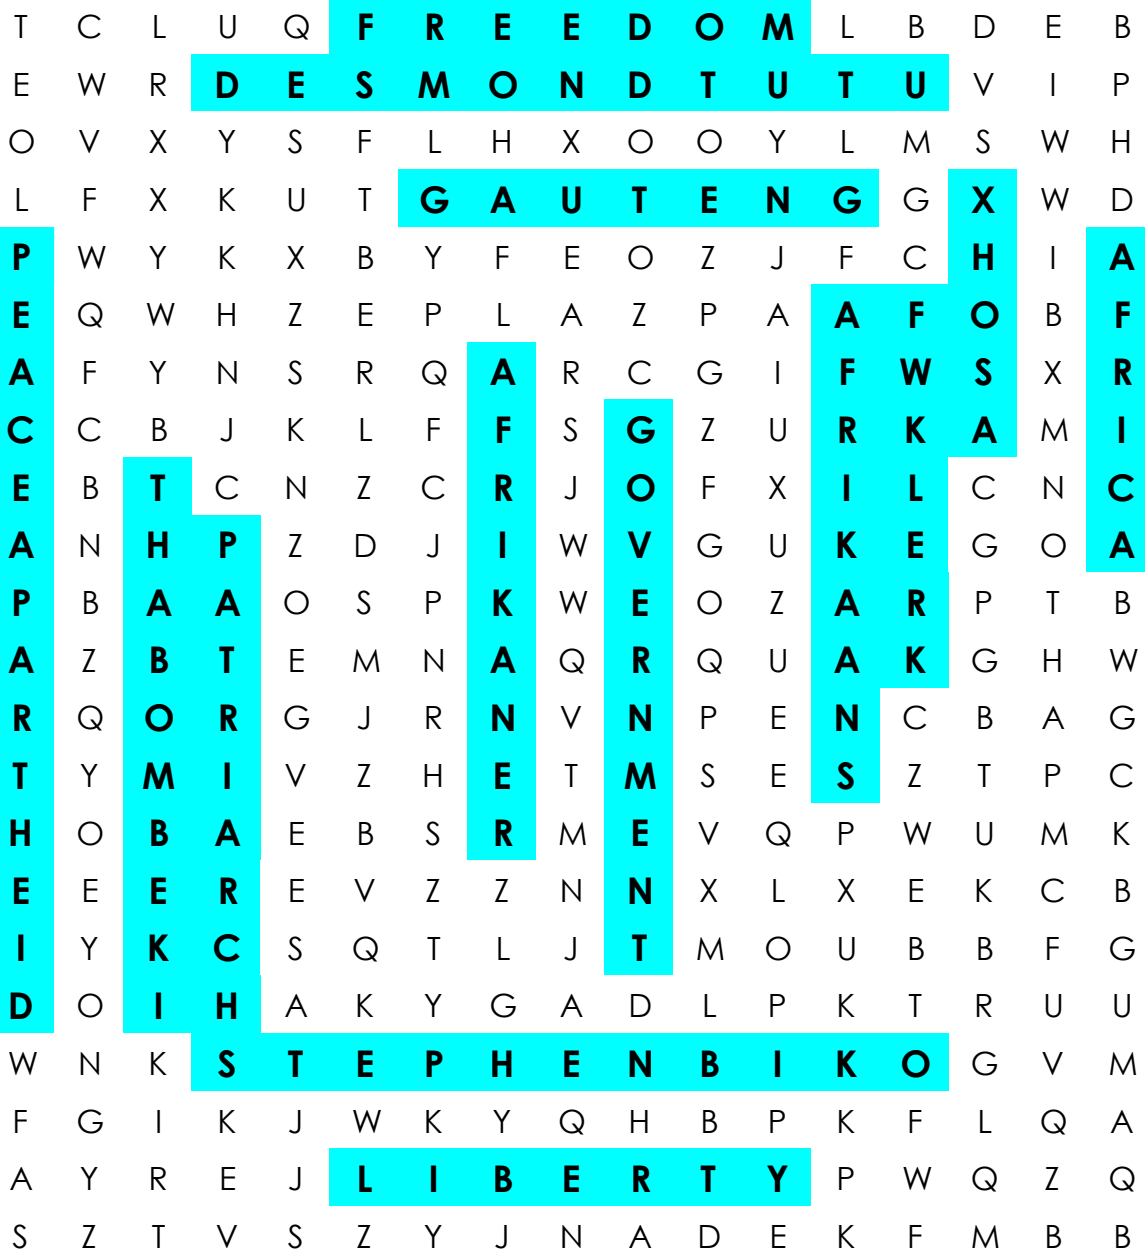 T C L U Q F R E E D O M L B D E B
E W R D E S M O N D T U T U V I P
O V X Y S F L H X O O Y L M S W H
L F X K U T G A U T E N G G X W D
P W Y K X B Y F E O Z J F C H I A
E Q W H Z E P L A Z P A A F O B F
A F Y N S R Q A R C G I F W S X R
C C B J K L F F S G Z U R K A M I
E B T C N Z C R J O F X I L C N C
A N H P Z D J I W V G U K E G O A
P B A A O S P K W E O Z A R P T B
A Z B T E M N A Q R Q U A K G H W
R Q O R G J R N V N P E N C B A G
T Y M I V Z H E T M S E S Z T P C
H O B A E B S R M E V Q P W U M K
E E E R E V Z Z N N X L X E K C B
I Y K C S Q T L J T M O U B B F G
D O I H A K Y G A D L P K T R U U
W N K S T E P H E N B I K O G V M
F G I K J W K Y Q H B P K F L Q A
A Y R E J L I B E R T Y P W Q Z Q
S Z T V S Z Y J N A D E K F M B B